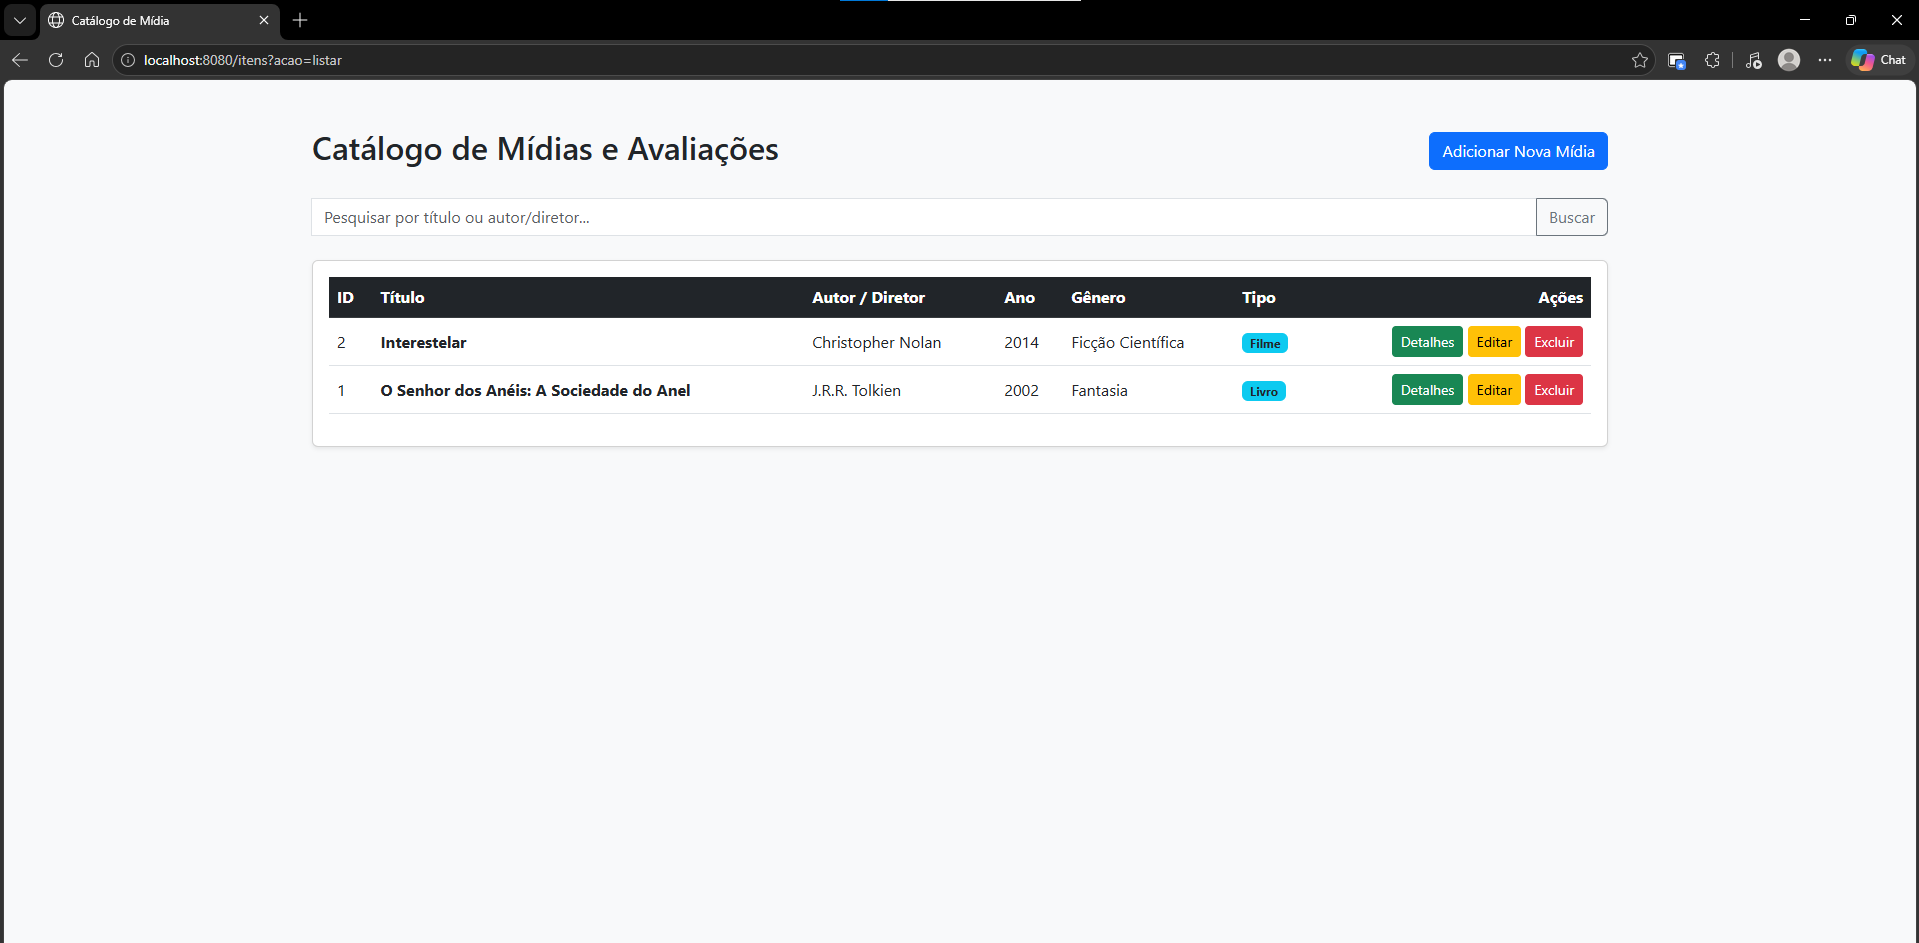 Catálogo de Mídia
localhost:8080/itens?acao=listar
Chat
Catálogo de Mídias e Avaliações
Adicionar Nova Mídia
Pesquisar por título ou autor/diretor...
Buscar
ID Título Autor / Diretor Ano Gênero Tipo Ações
2 Interestelar Christopher Nolan 2014 Ficção Científica Filme Detalhes Editar Excluir
1 O Senhor dos Anéis: A Sociedade do Anel J.R.R. Tolkien 2002 Fantasia Livro Detalhes Editar Excluir